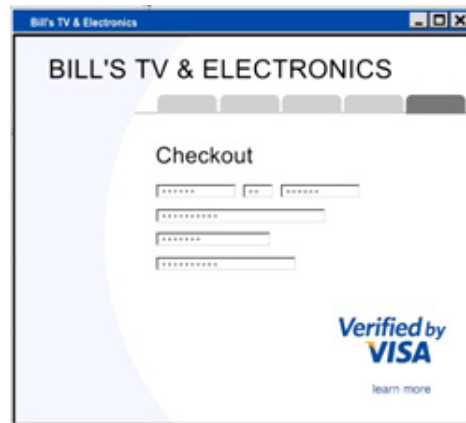 Bill's TV & Electronics
BILL'S TV & ELECTRONICS
Checkout
****** ** ******
**********
*******
**********
Verified by
VISA
learn more